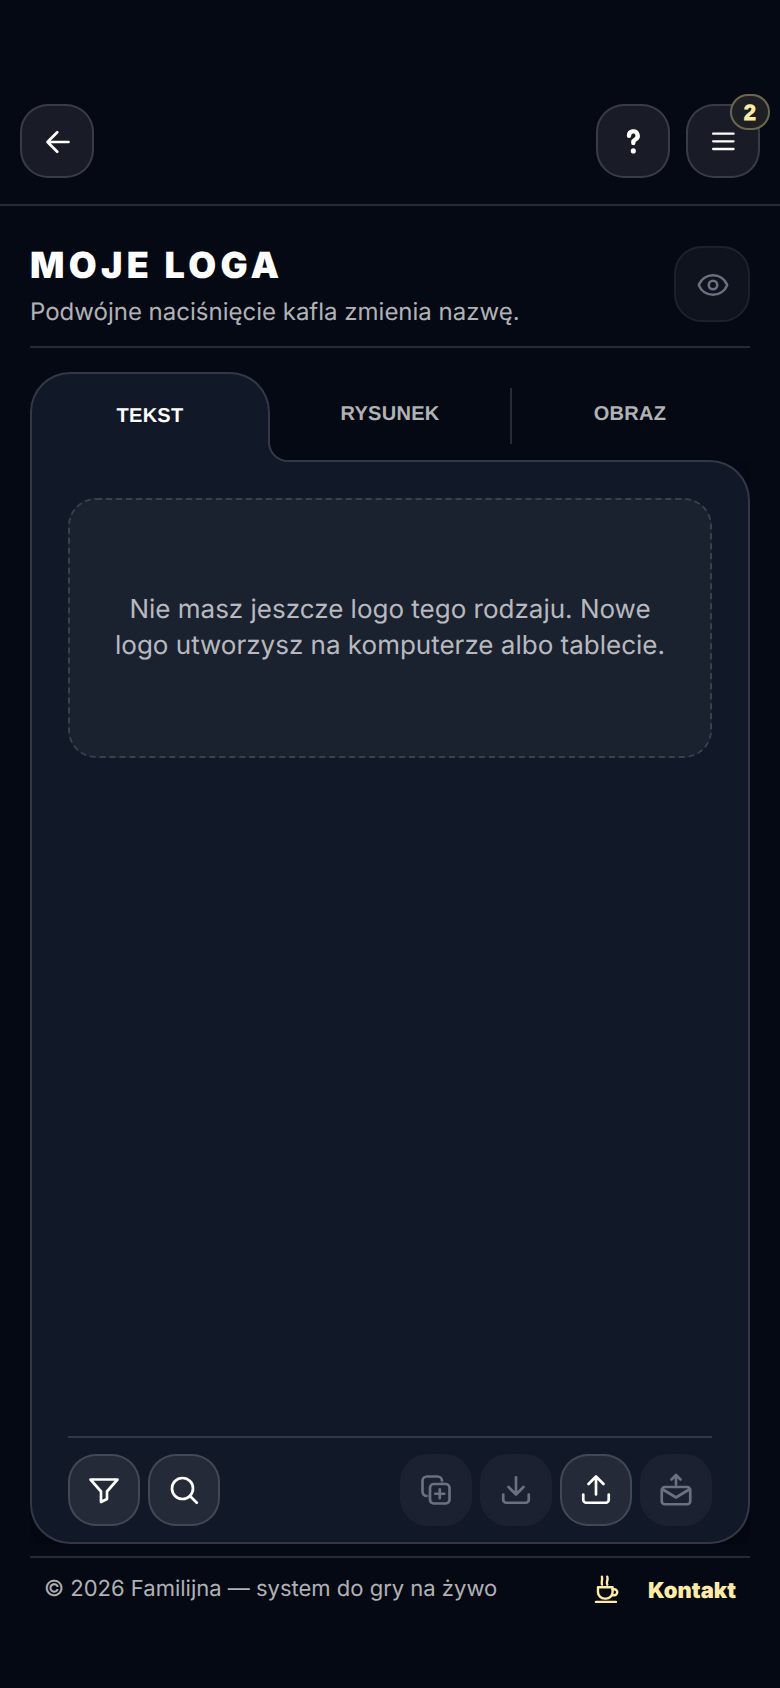 2
?
MOJE LOGA
Podwójne naciśnięcie kafla zmienia nazwę.
TEKST
RYSUNEK
OBRAZ
Nie masz jeszcze logo tego rodzaju. Nowe
logo utworzysz na komputerze albo tablecie.
© 2026 Familijna — system do gry na żywo
Kontakt